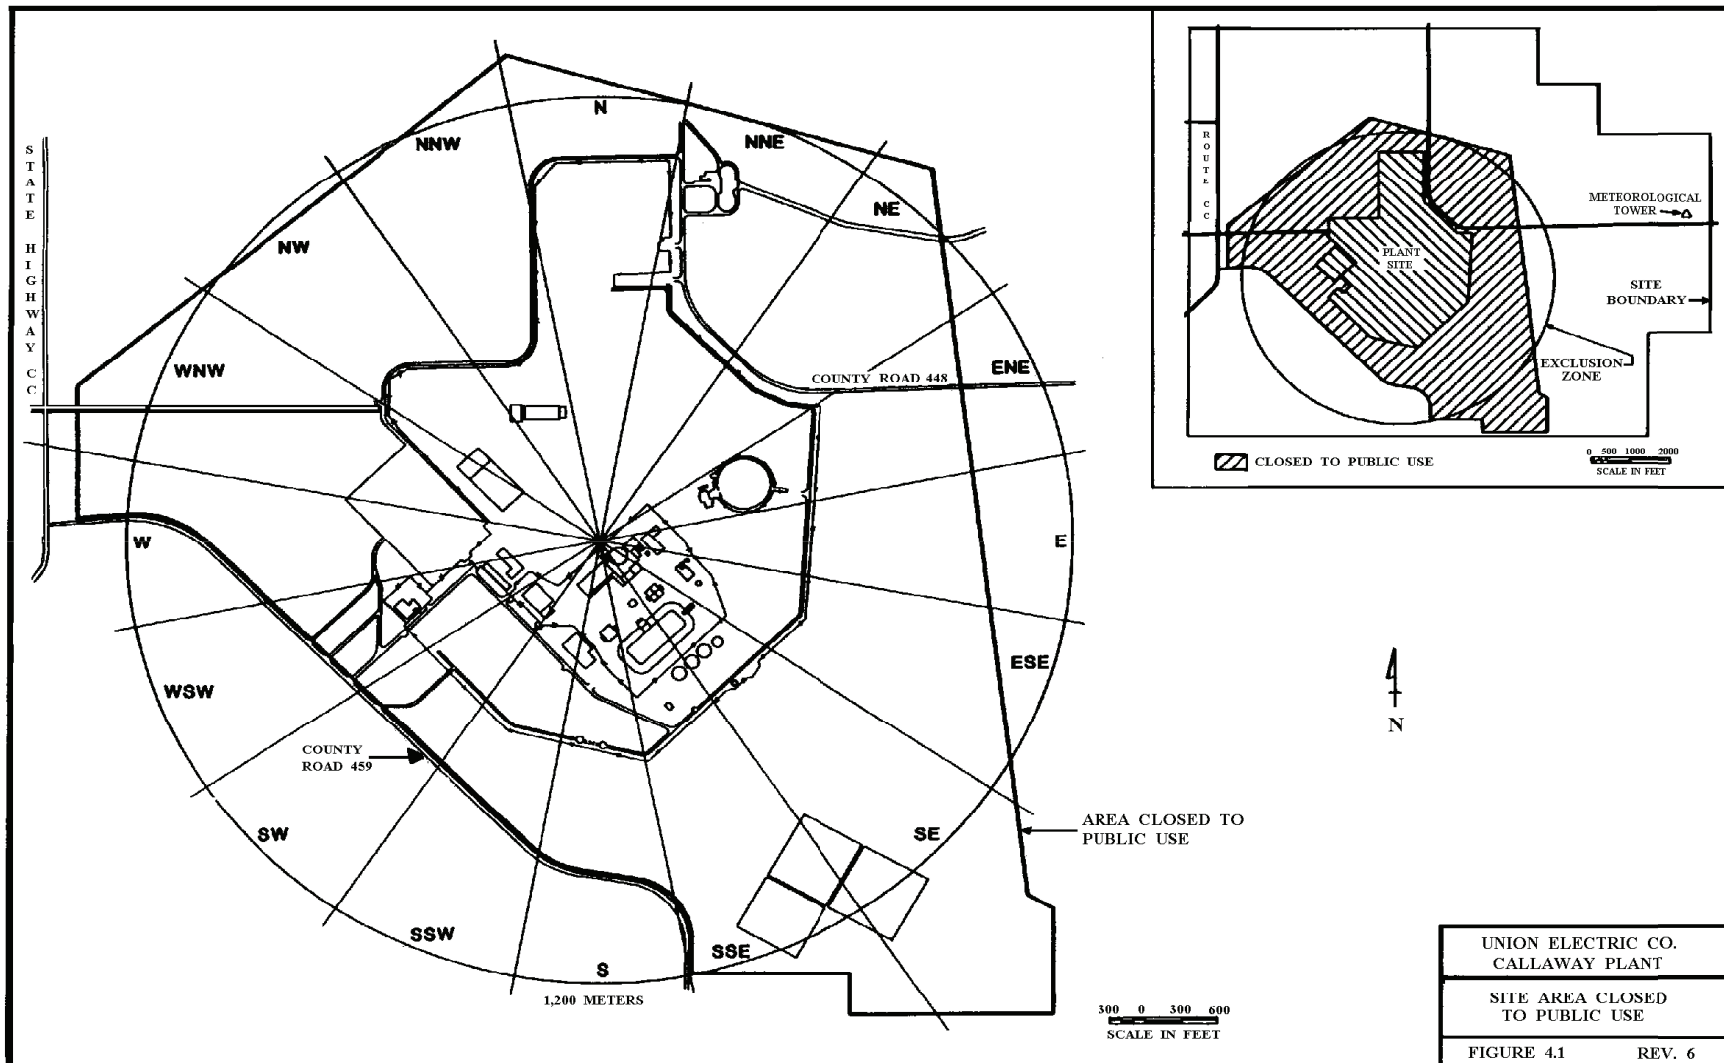 STATE HIGHWAY CC
N
NNW
NNE
NW
NE
WNW
ENE
COUNTY ROAD 448
W
E
WSW
ESE
COUNTY
ROAD 459
SW
SE
AREA CLOSED TO
PUBLIC USE
SSW
SSE
S
1,200 METERS
300 0 300 600
SCALE IN FEET
N
ROUTE CC
METEOROLOGICAL
TOWER
PLANT
SITE
SITE
BOUNDARY
EXCLUSION
ZONE
CLOSED TO PUBLIC USE
0 500 1000 2000
SCALE IN FEET
UNION ELECTRIC CO.
CALLAWAY PLANT
SITE AREA CLOSED
TO PUBLIC USE
FIGURE 4.1 REV. 6